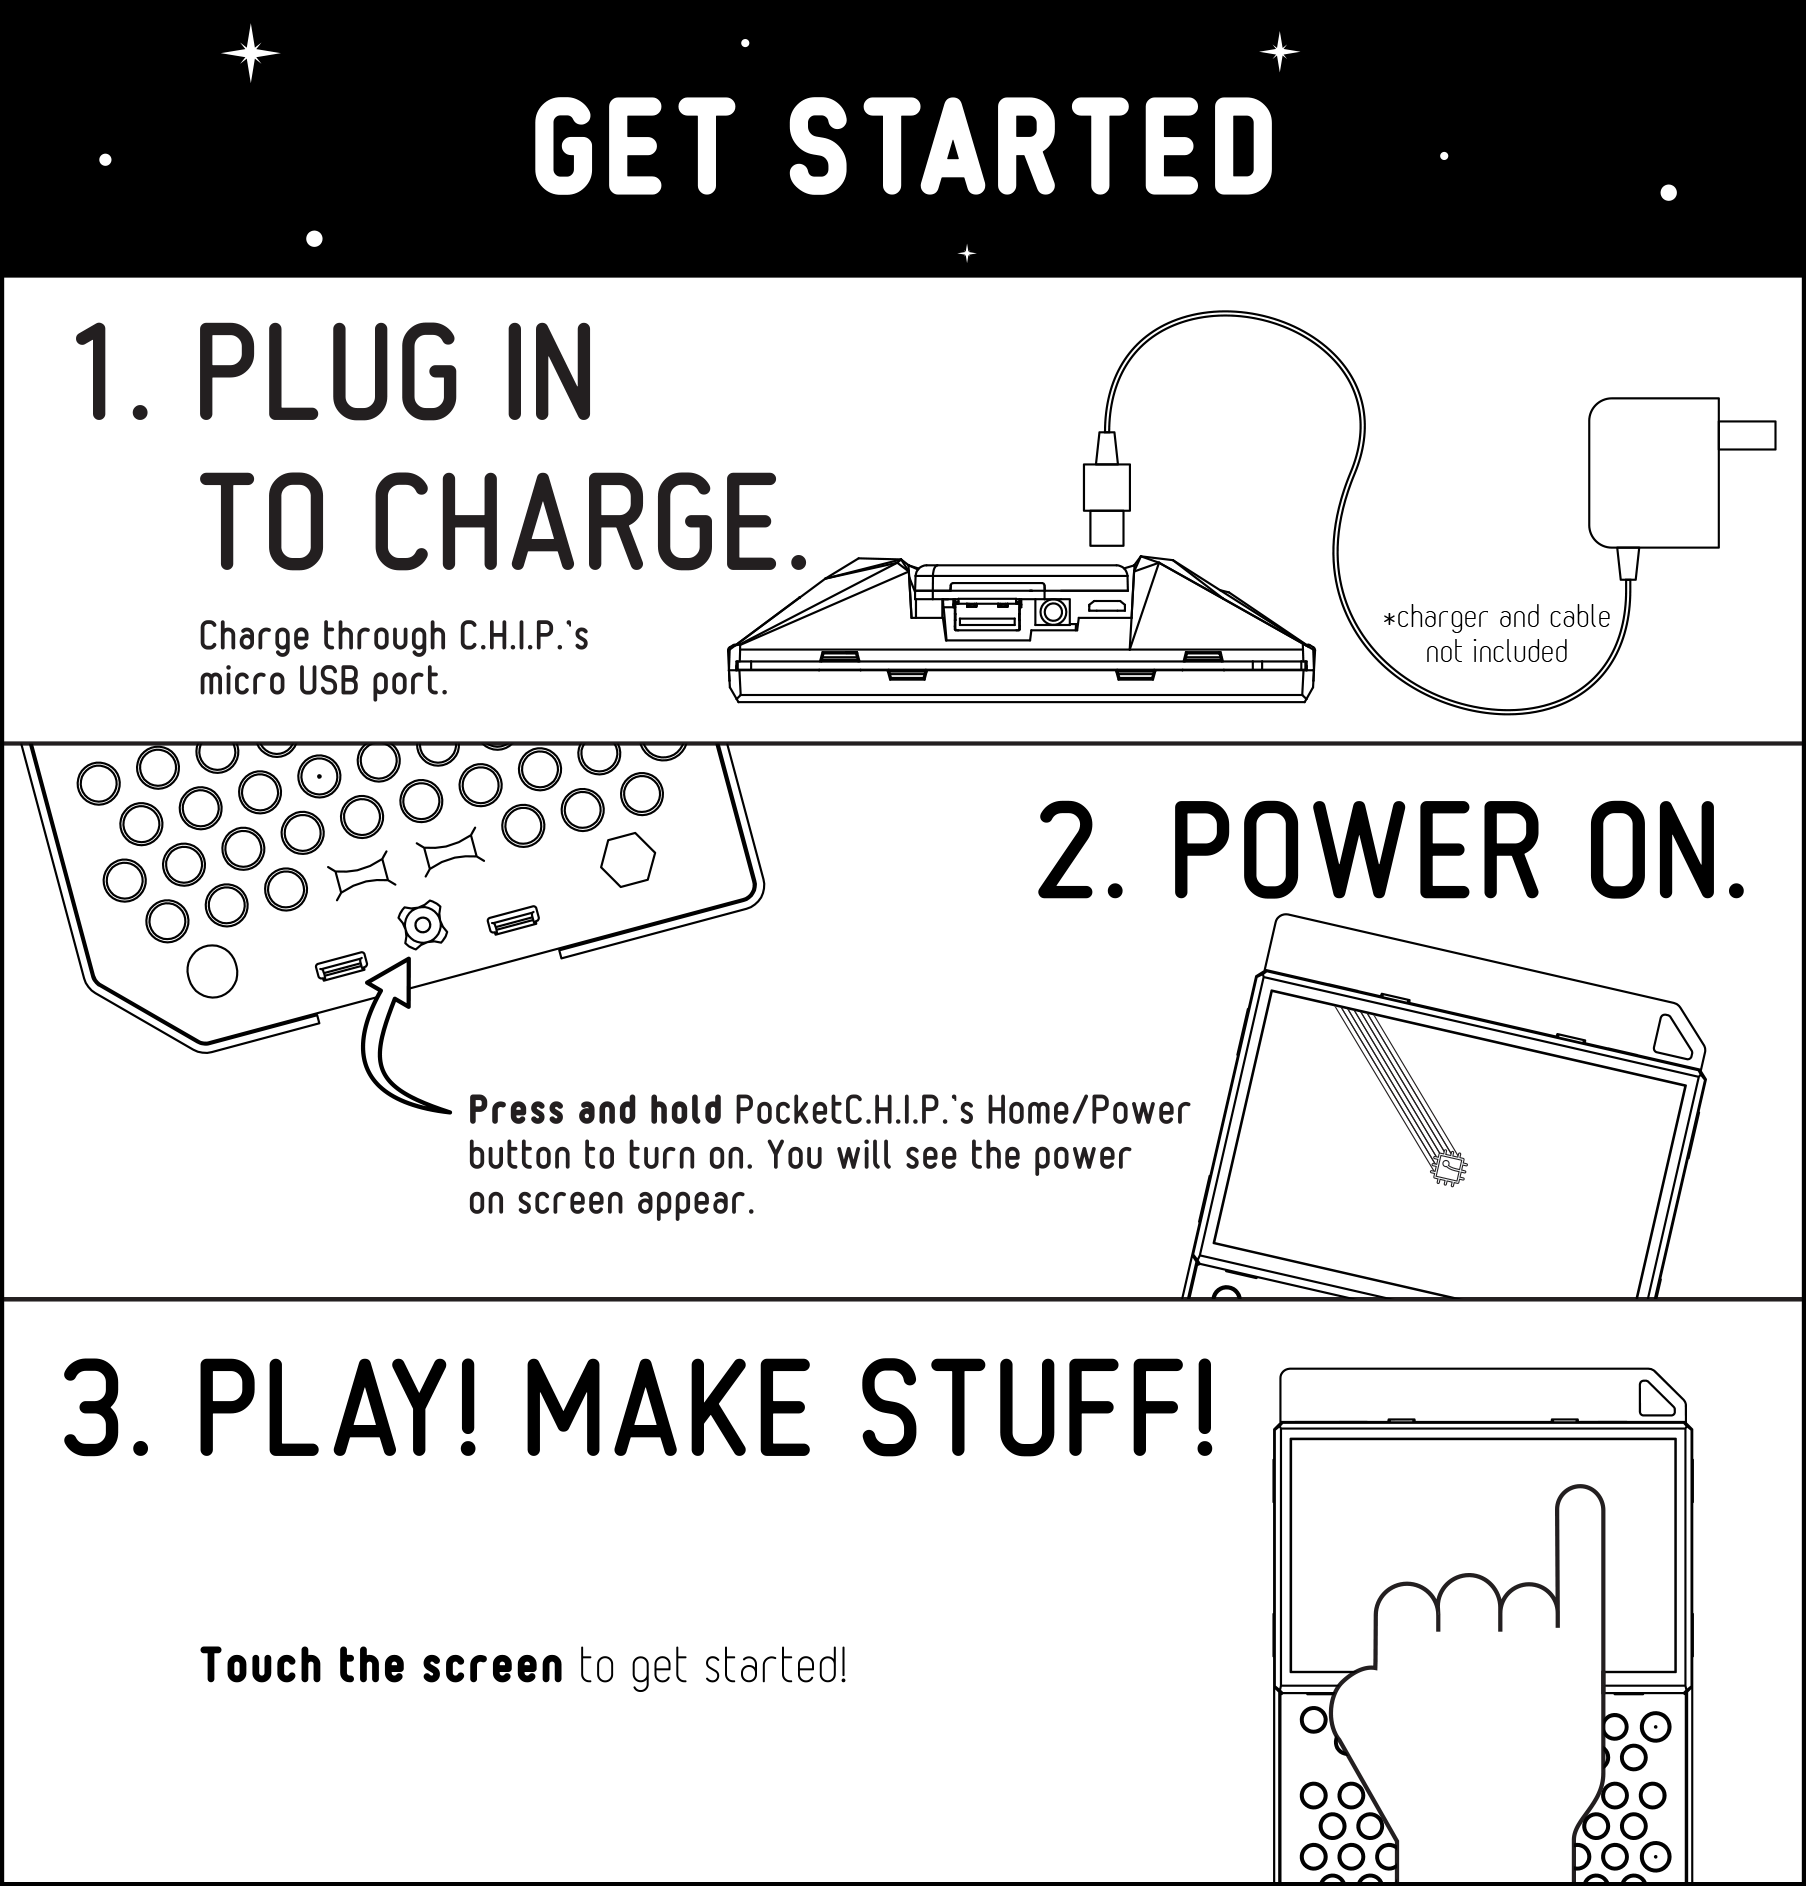 GET STARTED
1. PLUG IN
TO CHARGE.
Charge through C.H.I.P.'s
micro USB port.
*charger and cable
not included
2. POWER ON.
Press and hold PocketC.H.I.P.'s Home/Power
button to turn on. You will see the power
on screen appear.
3. PLAY! MAKE STUFF!
Touch the screen to get started!